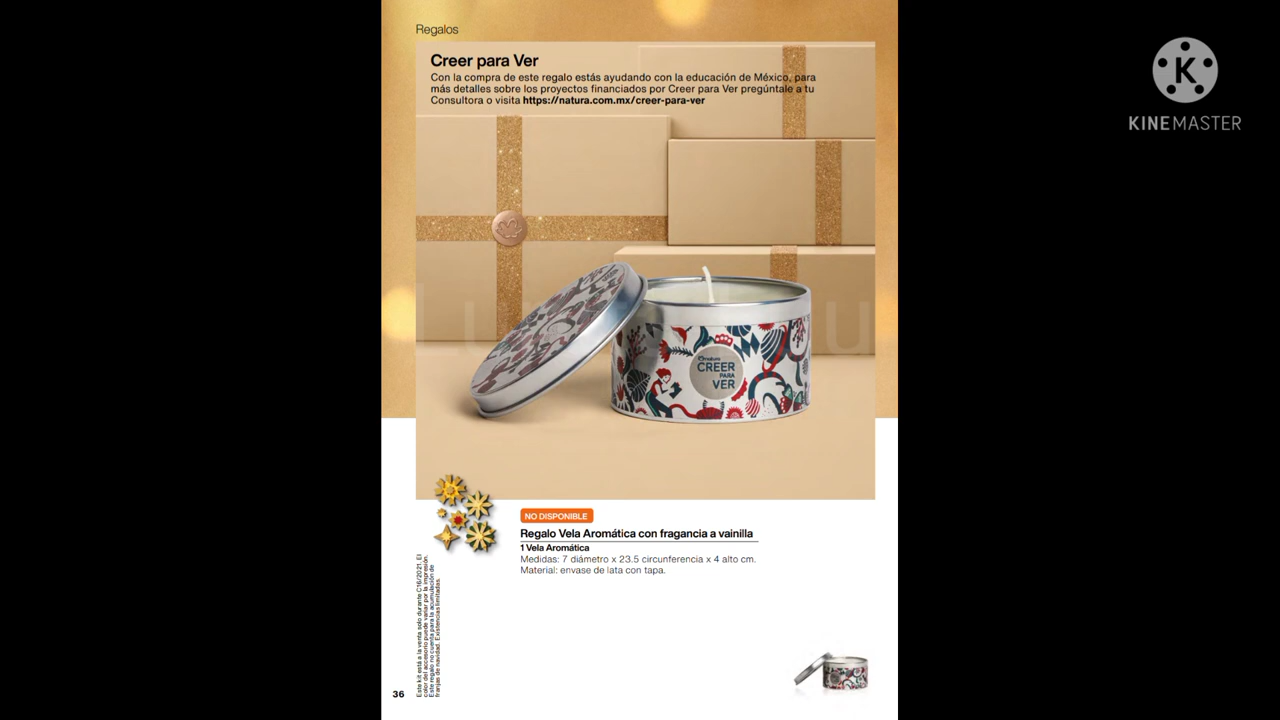 Regalos
Creer para Ver
Con la compra de este regalo estás ayudando con la educación de México, para
más detalles sobre los proyectos financiados por Creer para Ver pregúntale a tu
Consultora o visita https://natura.com.mx/creer-para-ver
K
KINEMASTER
natura
CREER
PARA
VER
NO DISPONIBLE
Regalo Vela Aromática con fragancia a vainilla
1 Vela Aromática
Medidas: 7 diámetro x 23.5 circunferencia x 4 alto cm.
Material: envase de lata con tapa.
Este kit está a la venta solo durante C16/2021. El
color del accesorio puede variar por la impresión.
Este regalo no cuenta para la acumulación de
franjas de navidad. Existencias limitadas.
36